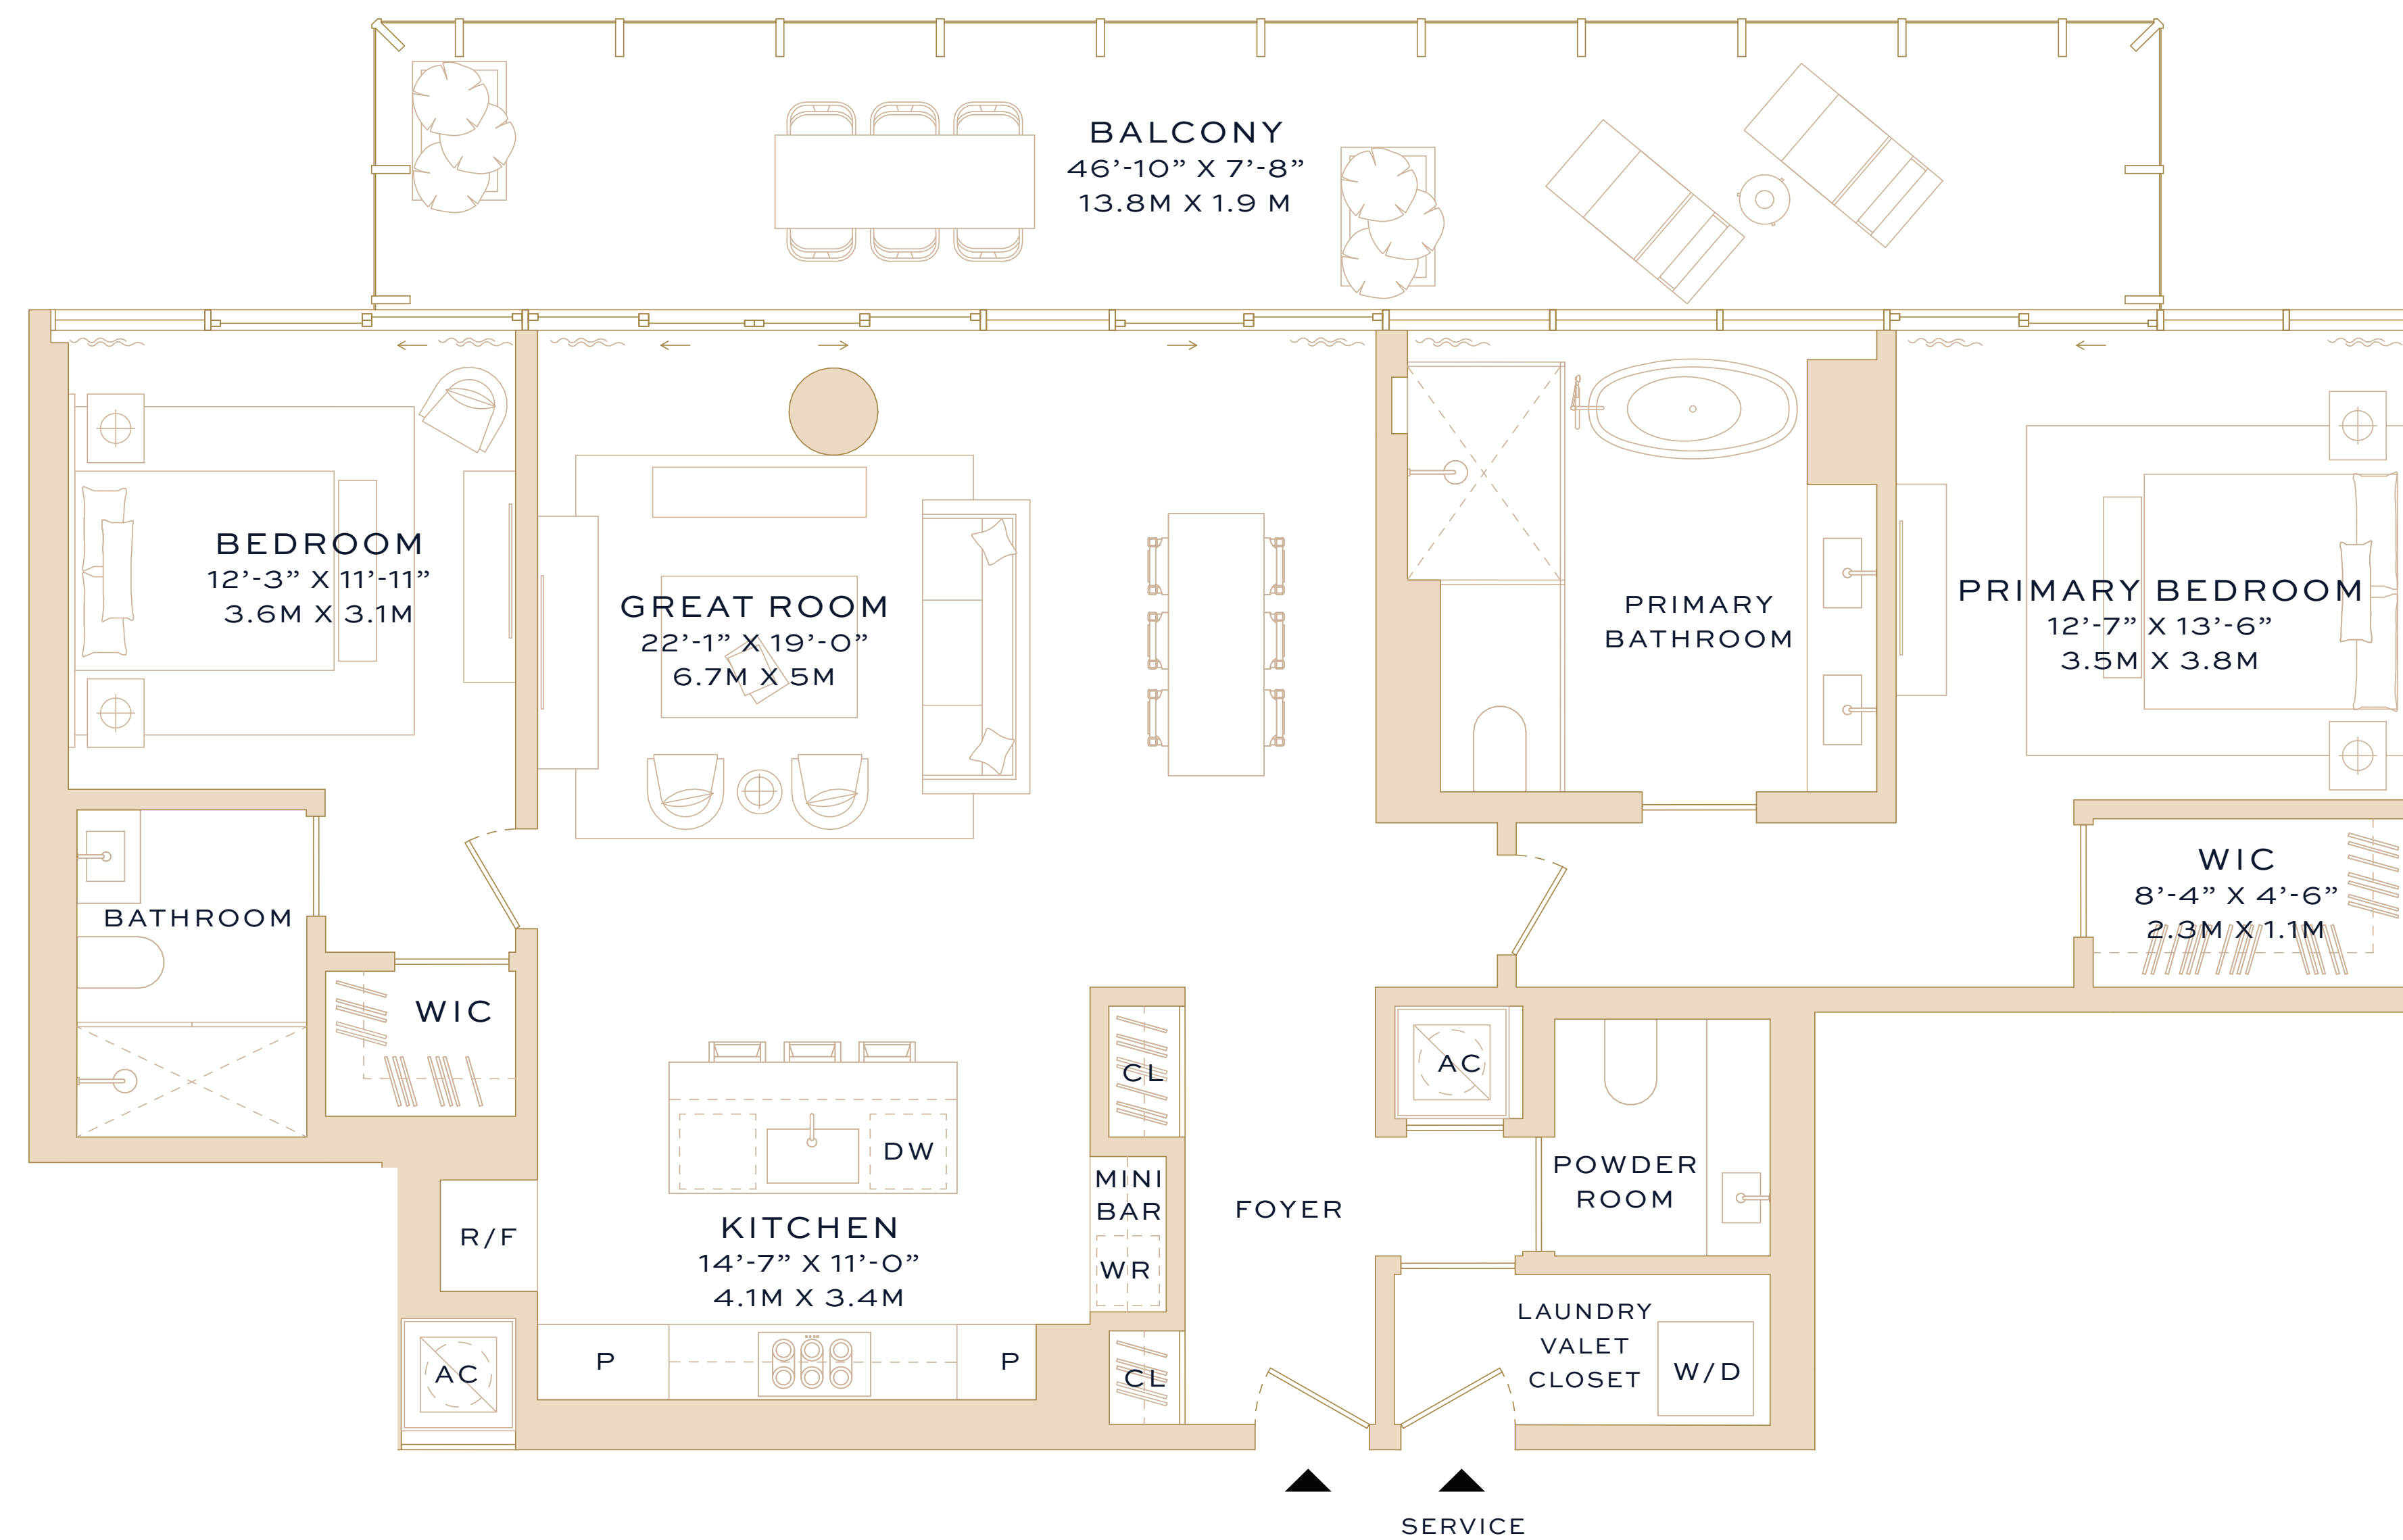 BALCONY
46’-10” X 7’-8”
13.8M X 1.9 M
BEDROOM
12’-3” X 11’-11”
3.6M X 3.1M
GREAT ROOM
22’-1” X 19’-0”
6.7M X 5M
PRIMARY
BATHROOM
PRIMARY BEDROOM
12’-7” X 13’-6”
3.5M X 3.8M
BATHROOM
WIC
WIC
8’-4” X 4’-6”
2.3M X 1.1M
CL
AC
DW
MINI
BAR
WR
KITCHEN
14’-7” X 11’-0”
4.1M X 3.4M
R/F
FOYER
POWDER
ROOM
AC
P
P
CL
LAUNDRY
VALET
CLOSET
W/D
SERVICE